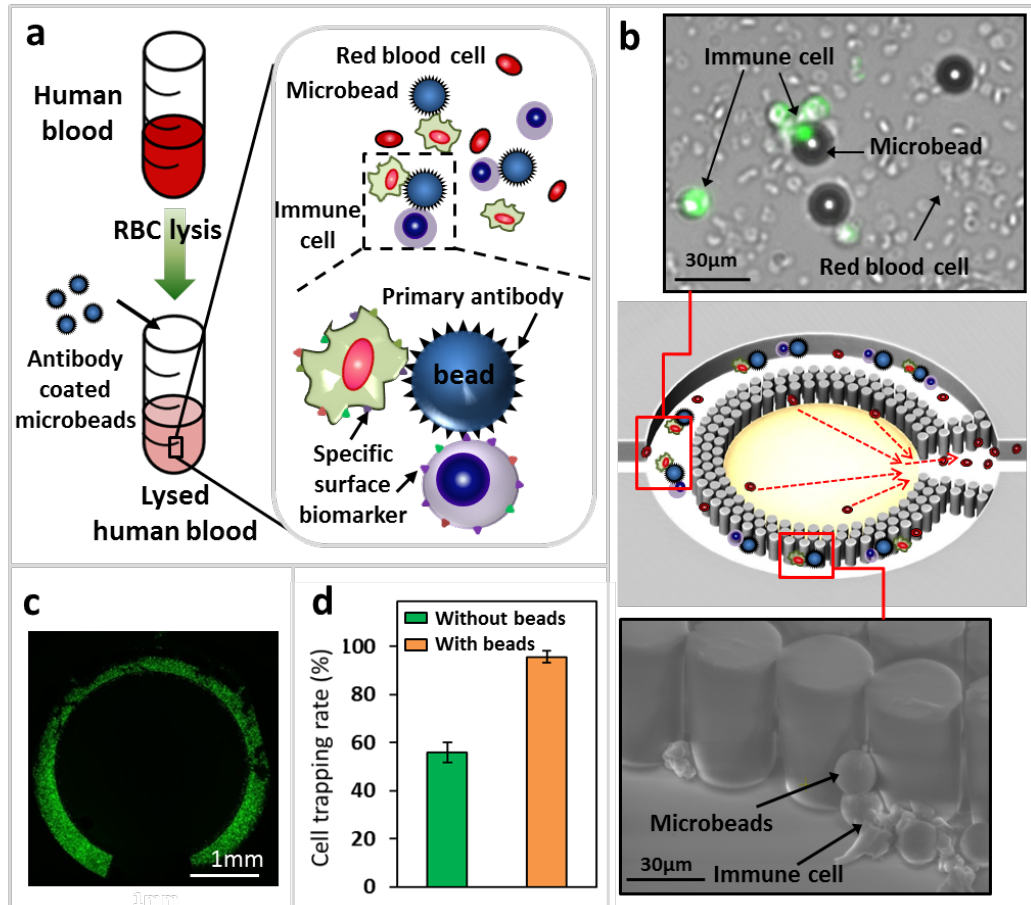 a
Human
blood
RBC lysis
Antibody
coated
microbeads
Lysed
human blood
Red blood cell
Microbead
Immune
cell
Primary antibody
bead
Specific
surface
biomarker
b
Immune cell
Microbead
Red blood cell
30μm
Microbeads
Immune cell
30μm
c
1mm
1mm
d
Without beads
With beads
Cell trapping rate (%)
100
80
60
40
20
0